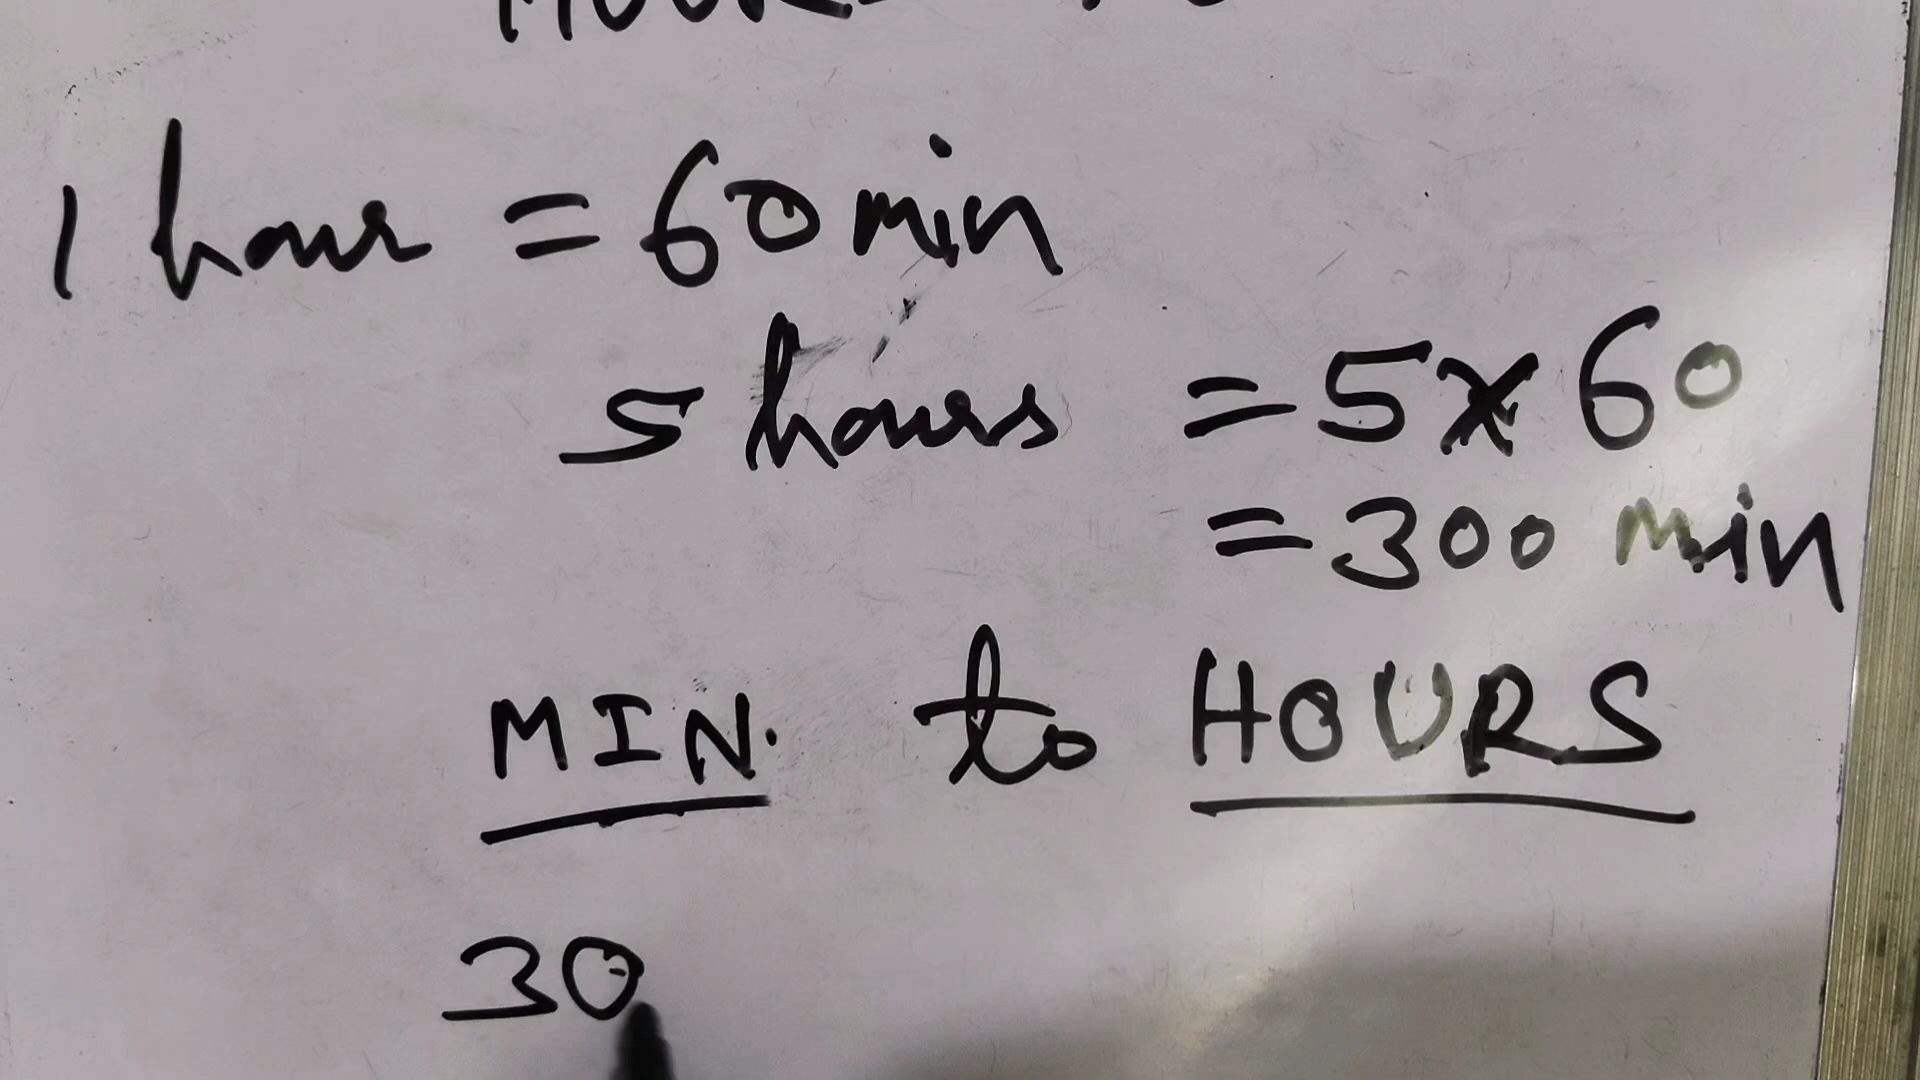 1 hour = 60 min
5 hours = 5 x 60
= 300 min
MIN. to HOURS
30